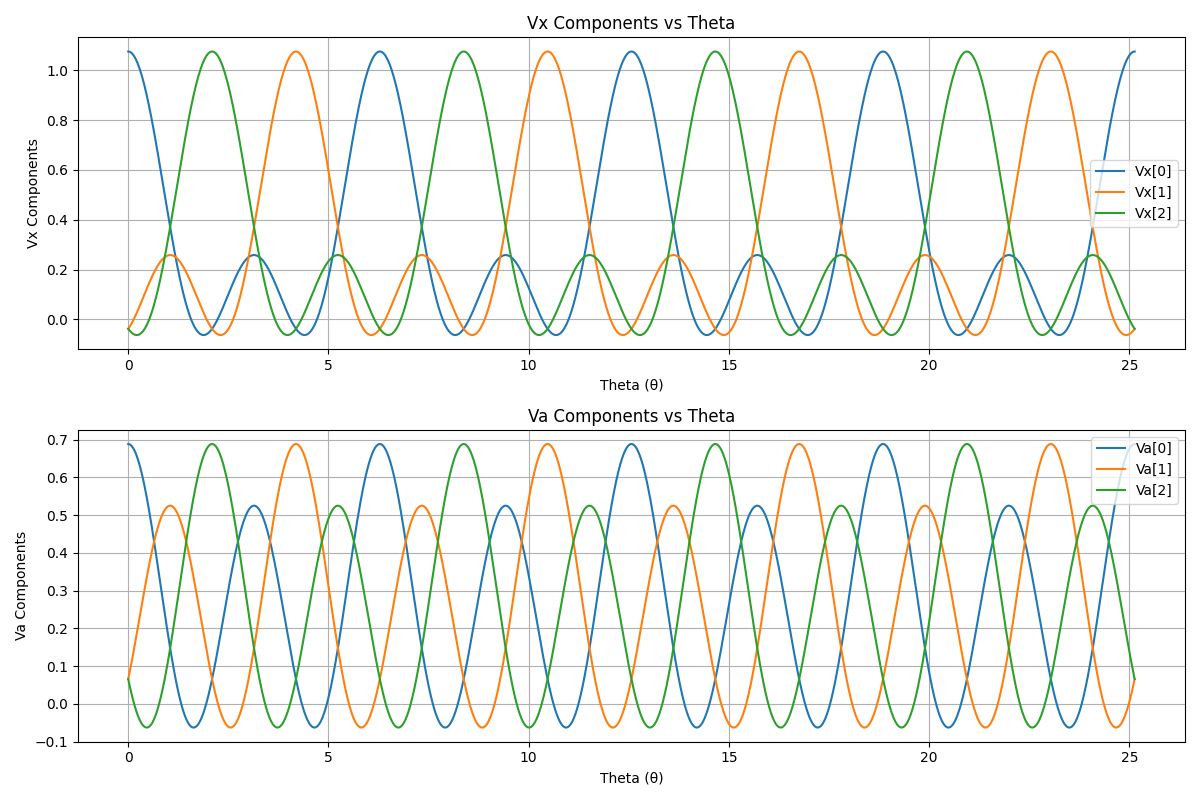 Vx Components vs Theta
Vx Components
1.0
0.8
0.6
0.4
0.2
0.0
Vx[0]
Vx[1]
Vx[2]
0 5 10 15 20 25
Theta (θ)
Va Components vs Theta
Va Components
0.7
0.6
0.5
0.4
0.3
0.2
0.1
0.0
−0.1
Va[0]
Va[1]
Va[2]
0 5 10 15 20 25
Theta (θ)